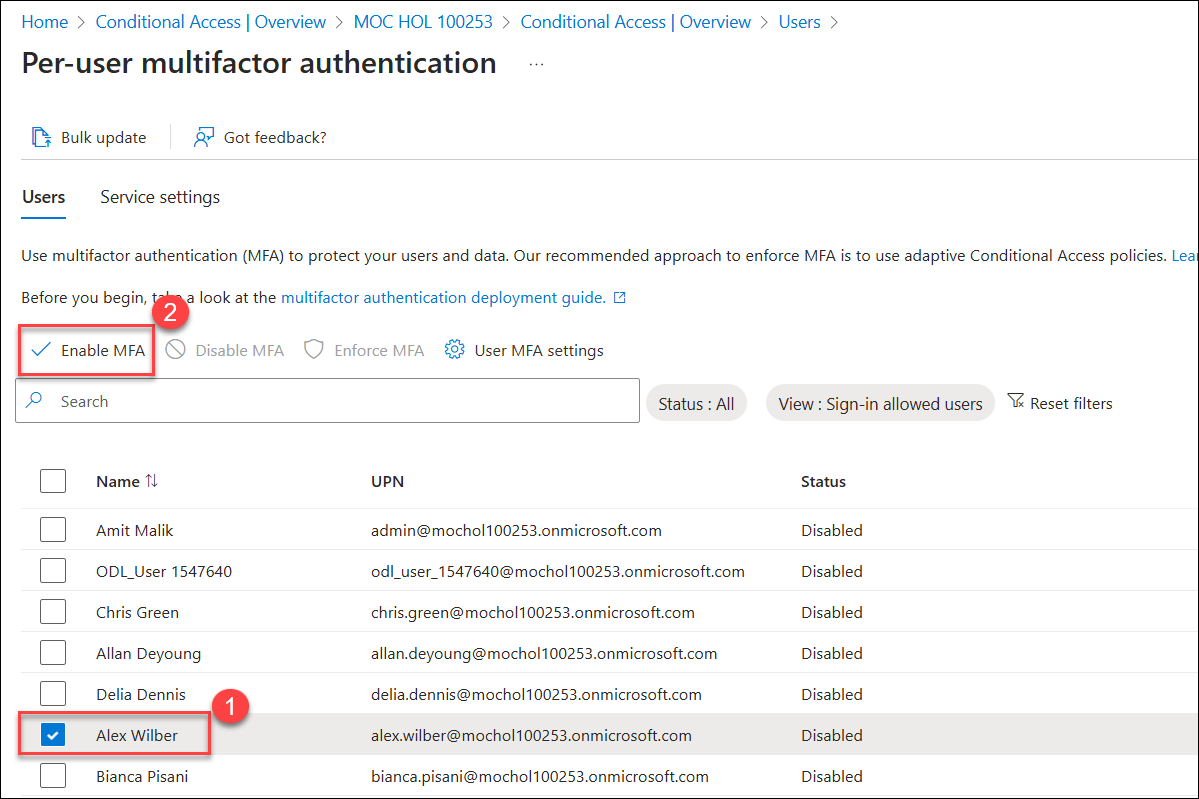 Home > Conditional Access | Overview > MOC HOL 100253 > Conditional Access | Overview > Users >
Per-user multifactor authentication ...
Bulk update Got feedback?
Users Service settings
Use multifactor authentication (MFA) to protect your users and data. Our recommended approach to enforce MFA is to use adaptive Conditional Access policies. Lear
Before you begin, take a look at the multifactor authentication deployment guide.
2
Enable MFA Disable MFA Enforce MFA User MFA settings
Search Status : All View : Sign-in allowed users Reset filters
Name UPN Status
Amit Malik admin@mochol100253.onmicrosoft.com Disabled
ODL_User 1547640 odl_user_1547640@mochol100253.onmicrosoft.com Disabled
Chris Green chris.green@mochol100253.onmicrosoft.com Disabled
Allan Deyoung allan.deyoung@mochol100253.onmicrosoft.com Disabled
Delia Dennis delia.dennis@mochol100253.onmicrosoft.com Disabled
1
Alex Wilber alex.wilber@mochol100253.onmicrosoft.com Disabled
Bianca Pisani bianca.pisani@mochol100253.onmicrosoft.com Disabled